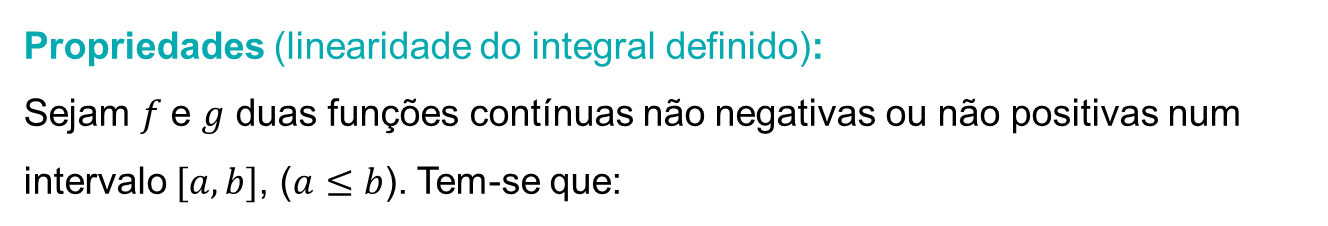 Propriedades (linearidade do integral definido):
Sejam 𝑓 e 𝑔 duas funções contínuas não negativas ou não positivas num
intervalo [𝑎, 𝑏], (𝑎 ≤ 𝑏). Tem-se que: